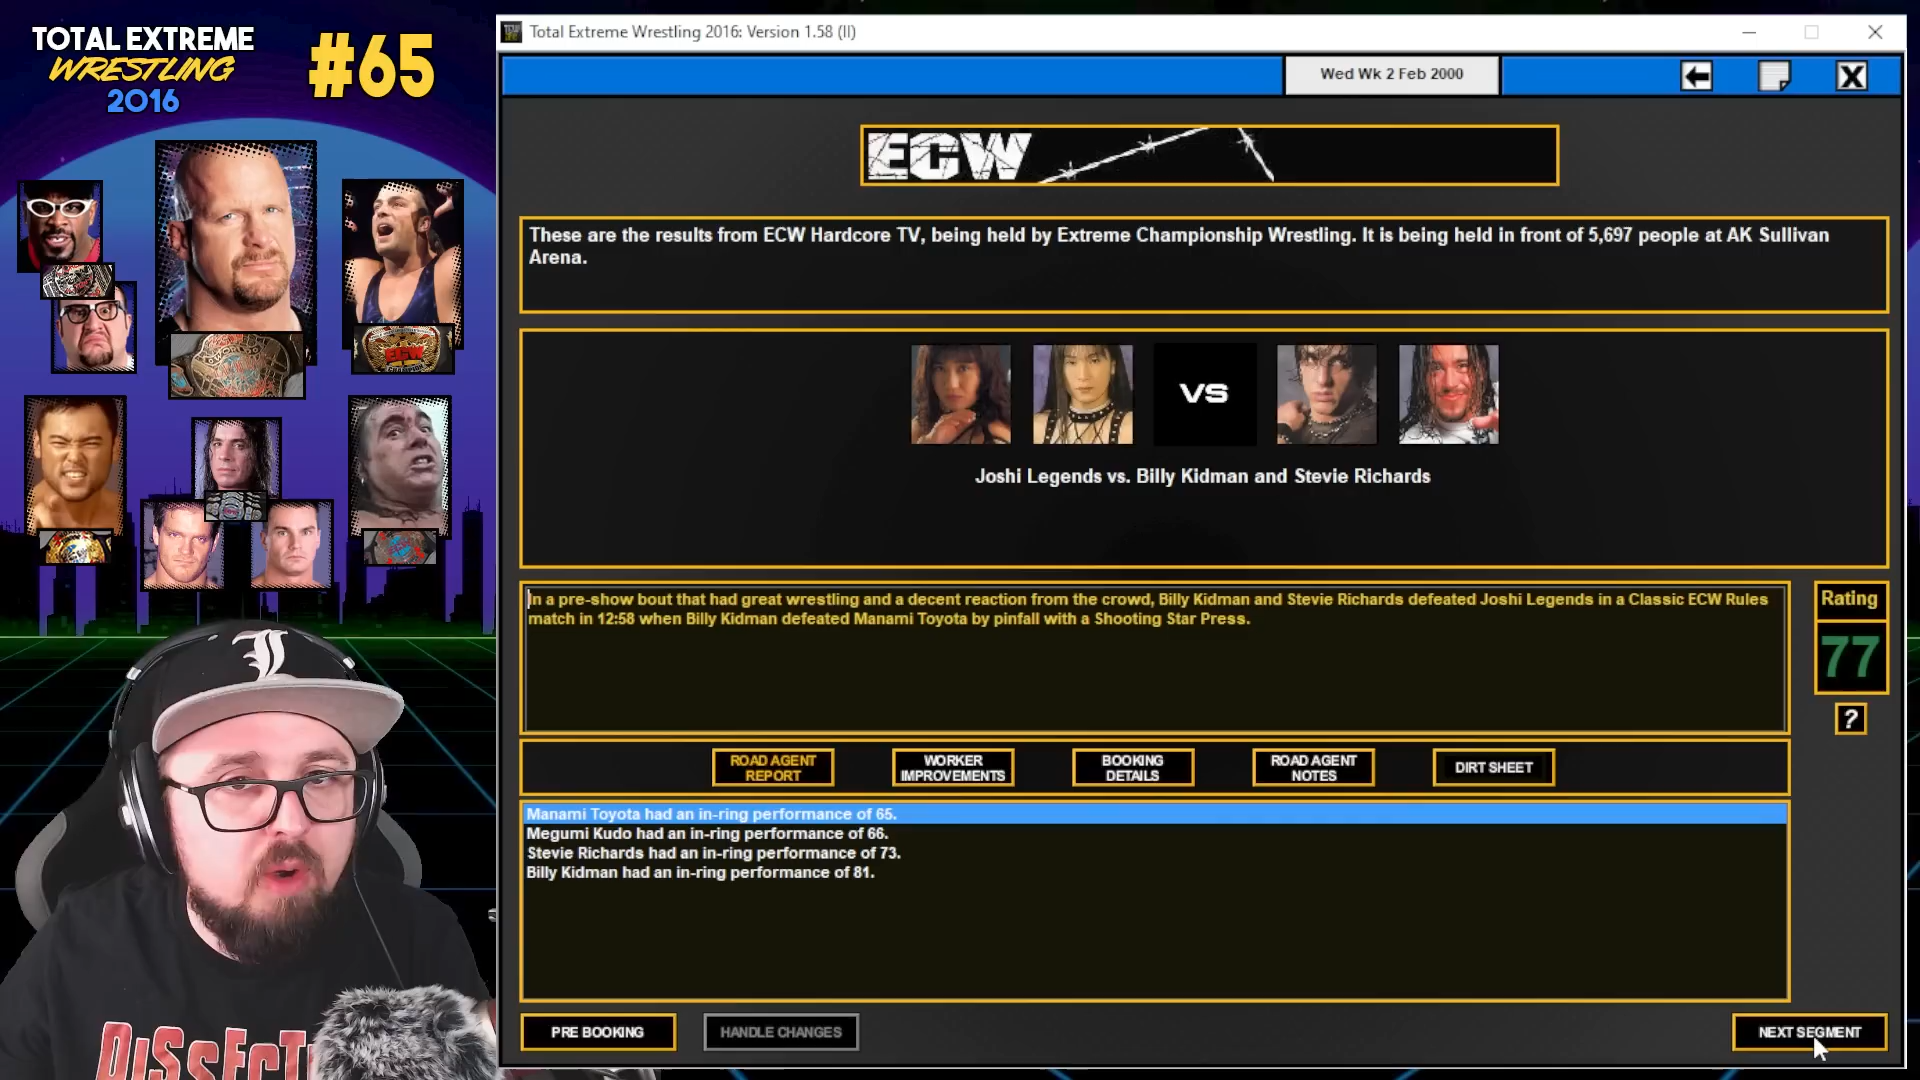 TOTAL EXTREME
WRESTLING
2016
#65
Total Extreme Wrestling 2016: Version 1.58 (II)
Wed Wk 2 Feb 2000
X
ECW
These are the results from ECW Hardcore TV, being held by Extreme Championship Wrestling. It is being held in front of 5,697 people at AK Sullivan
Arena.
VS
Joshi Legends vs. Billy Kidman and Stevie Richards
In a pre-show bout that had great wrestling and a decent reaction from the crowd, Billy Kidman and Stevie Richards defeated Joshi Legends in a Classic ECW Rules
match in 12:58 when Billy Kidman defeated Manami Toyota by pinfall with a Shooting Star Press.
Rating
77
?
ROAD AGENT
REPORT
WORKER
IMPROVEMENTS
BOOKING
DETAILS
ROAD AGENT
NOTES
DIRT SHEET
Manami Toyota had an in-ring performance of 65.
Megumi Kudo had an in-ring performance of 66.
Stevie Richards had an in-ring performance of 73.
Billy Kidman had an in-ring performance of 81.
PRE BOOKING
HANDLE CHANGES
NEXT SEGMENT